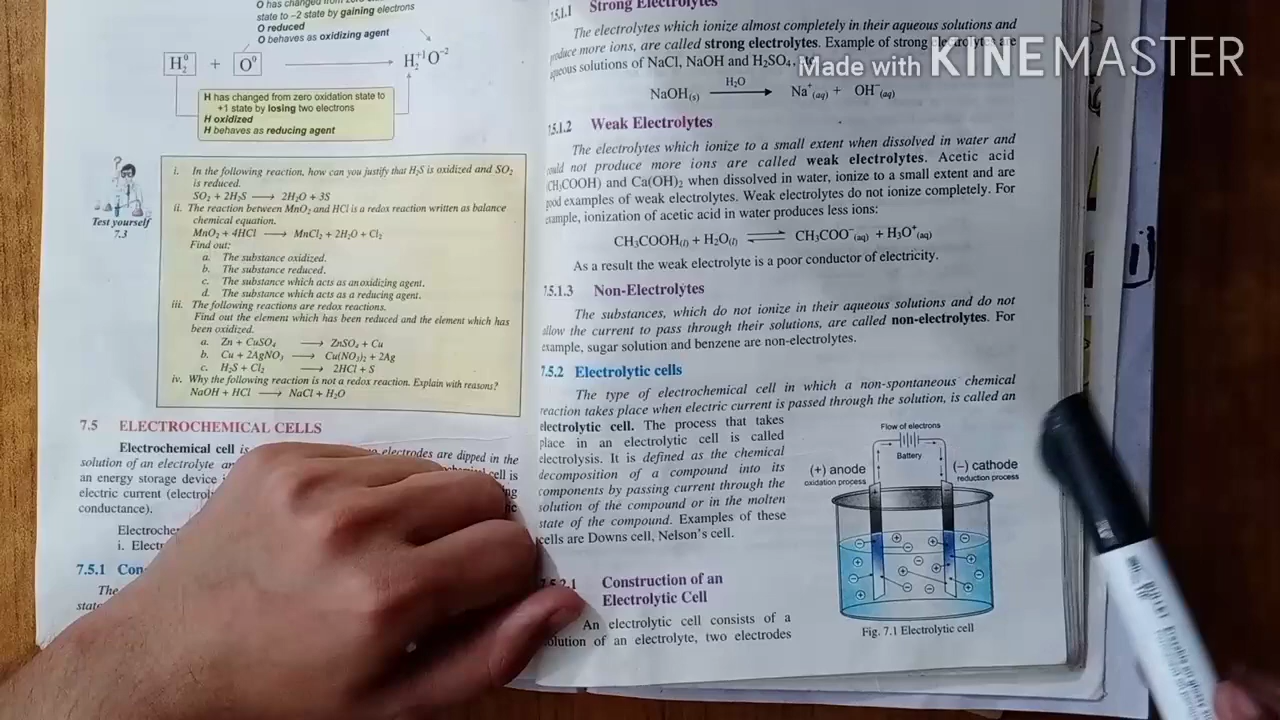 O has changed from
state to –2 state by gaining electrons
O reduced
O behaves as oxidizing agent
H₂⁰ + O⁰ ⟶ H₂⁺¹O⁻²
H has changed from zero oxidation state to
+1 state by losing two electrons
H oxidized
H behaves as reducing agent
Test yourself
7.3
i. In the following reaction, how can you justify that H₂S is oxidized and SO₂
is reduced.
SO₂ + 2H₂S ⟶ 2H₂O + 3S
ii. The reaction between MnO₂ and HCl is a redox reaction written as balance
chemical equation.
MnO₂ + 4HCl ⟶ MnCl₂ + 2H₂O + Cl₂
Find out:
a. The substance oxidized.
b. The substance reduced.
c. The substance which acts as an oxidizing agent.
d. The substance which acts as a reducing agent.
iii. The following reactions are redox reactions.
Find out the element which has been reduced and the element which has
been oxidized.
a. Zn + CuSO₄ ⟶ ZnSO₄ + Cu
b. Cu + 2AgNO₃ ⟶ Cu(NO₃)₂ + 2Ag
c. H₂S + Cl₂ ⟶ 2HCl + S
iv. Why the following reaction is not a redox reaction. Explain with reasons?
NaOH + HCl ⟶ NaCl + H₂O
7.5 ELECTROCHEMICAL CELLS
Electrochemical cell is electrodes are dipped in the
solution of an electrolyte cell is
an energy storage device
electric current
conductance).
i.
7.5.1
The
Strong Electrolytes
The electrolytes which ionize almost completely in their aqueous solutions and
produce more ions, are called strong electrolytes. Example of strong electrolytes are
aqueous solutions of NaCl, NaOH and H₂SO₄,
NaOH(s) ⟶ Na⁺(aq) + OH⁻(aq)
H₂O
7.5.1.2 Weak Electrolytes
The electrolytes which ionize to a small extent when dissolved in water and
could not produce more ions are called weak electrolytes. Acetic acid
(CH₃COOH) and Ca(OH)₂ when dissolved in water, ionize to a small extent and are
good examples of weak electrolytes. Weak electrolytes do not ionize completely. For
example, ionization of acetic acid in water produces less ions:
CH₃COOH(l) + H₂O(l) ⇌ CH₃COO⁻(aq) + H₃O⁺(aq)
As a result the weak electrolyte is a poor conductor of electricity.
7.5.1.3 Non-Electrolytes
The substances, which do not ionize in their aqueous solutions and do not
allow the current to pass through their solutions, are called non-electrolytes. For
example, sugar solution and benzene are non-electrolytes.
7.5.2 Electrolytic cells
The type of electrochemical cell in which a non-spontaneous chemical
reaction takes place when electric current is passed through the solution, is called an
electrolytic cell. The process that takes
place in an electrolytic cell is called
electrolysis. It is defined as the chemical
decomposition of a compound into its
components by passing current through the
solution of the compound or in the molten
state of the compound. Examples of these
cells are Downs cell, Nelson's cell.
Construction of an
Electrolytic Cell
An electrolytic cell consists of a
solution of an electrolyte, two electrodes
Flow of electrons
Battery
(+) anode
oxidation process
(–) cathode
reduction process
Fig. 7.1 Electrolytic cell
Made with KINEMASTER